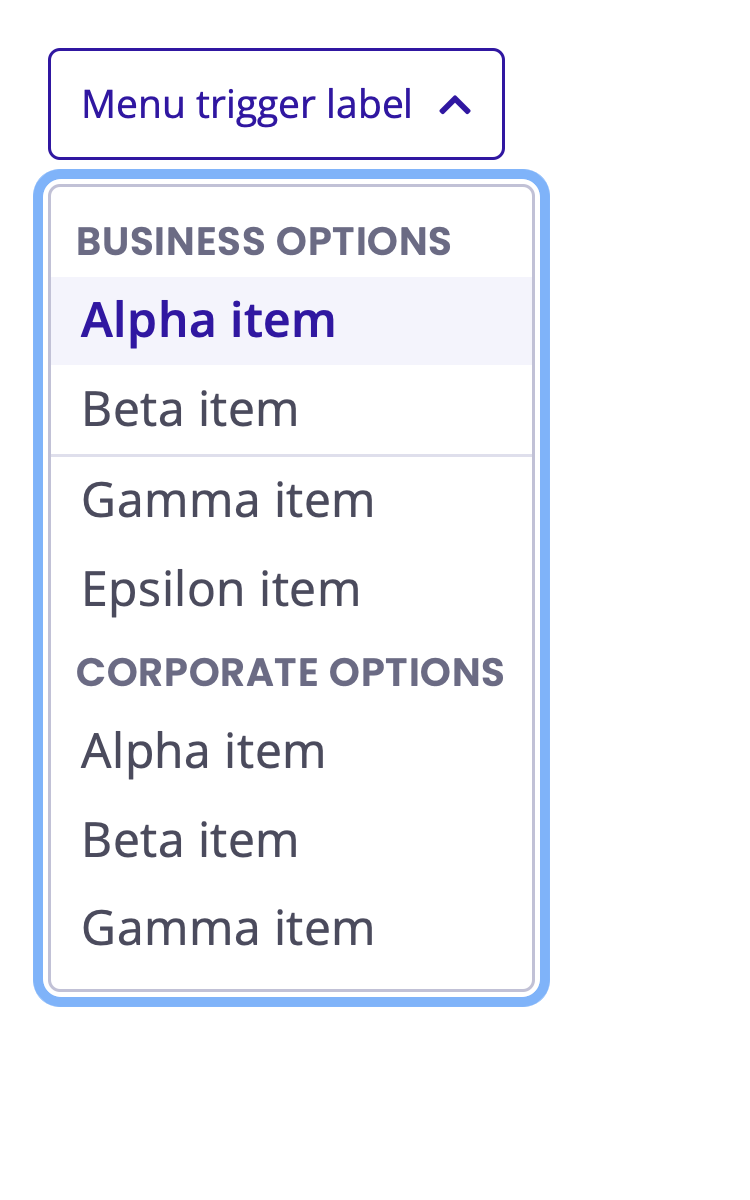 Menu trigger label
BUSINESS OPTIONS
Alpha item
Beta item
Gamma item
Epsilon item
CORPORATE OPTIONS
Alpha item
Beta item
Gamma item